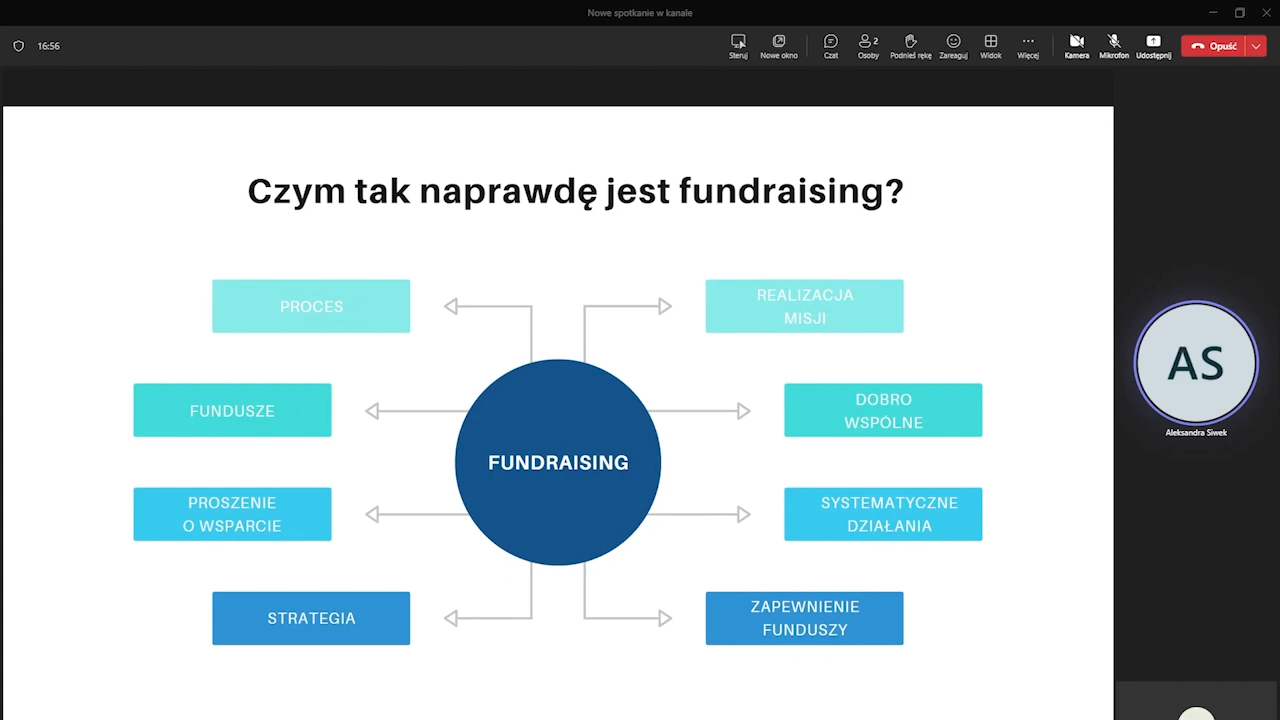 Nowe spotkanie w kanale
16:56
Steruj
Nowe okno
Czat
2
Osoby
Podnieś rękę
Zareaguj
Widok
Więcej
Kamera
Mikrofon
Udostępnij
Opuść
Czym tak naprawdę jest fundraising?
PROCES
REALIZACJA
MISJI
FUNDUSZE
DOBRO
WSPÓLNE
FUNDRAISING
PROSZENIE
O WSPARCIE
SYSTEMATYCZNE
DZIAŁANIA
STRATEGIA
ZAPEWNIENIE
FUNDUSZY
AS
Aleksandra Siwek